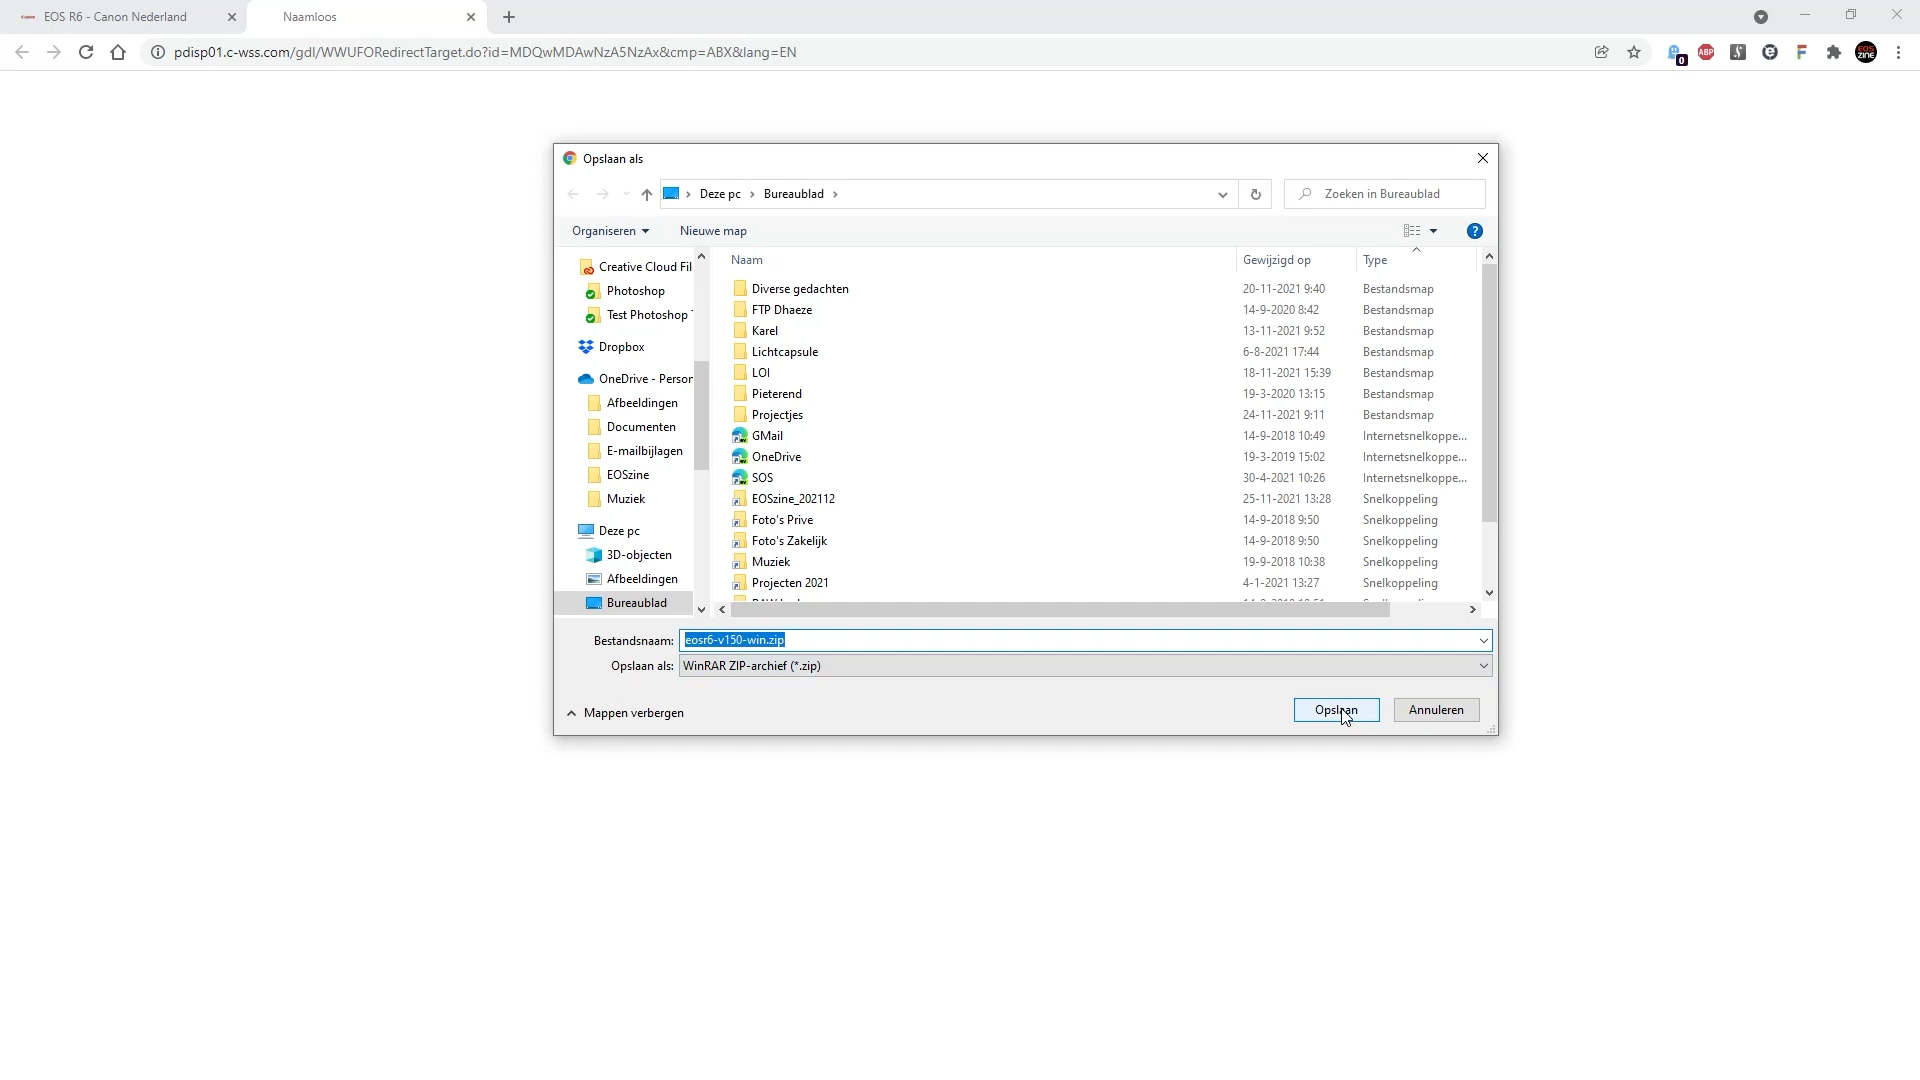 EOS R6 - Canon Nederland
Naamloos
pdisp01.c-wss.com/gdl/WWUFORedirectTarget.do?id=MDQwMDAwNzA5NzAx&cmp=ABX&lang=EN
0
ABP
EOS
ZINE
Opslaan als
Deze pc
Bureaublad
Zoeken in Bureaublad
Organiseren
Nieuwe map
Creative Cloud Fil
Photoshop
Test Photoshop
Dropbox
OneDrive - Person
Afbeeldingen
Documenten
E-mailbijlagen
EOSzine
Muziek
Deze pc
3D-objecten
Afbeeldingen
Bureaublad
Naam Gewijzigd op Type
Diverse gedachten 20-11-2021 9:40 Bestandsmap
FTP Dhaeze 14-9-2020 8:42 Bestandsmap
Karel 13-11-2021 9:52 Bestandsmap
Lichtcapsule 6-8-2021 17:44 Bestandsmap
LOI 18-11-2021 15:39 Bestandsmap
Pieterend 19-3-2020 13:15 Bestandsmap
Projectjes 24-11-2021 9:11 Bestandsmap
GMail 14-9-2018 10:49 Internetsnelkoppe...
OneDrive 19-3-2019 15:02 Internetsnelkoppe...
SOS 30-4-2021 10:26 Internetsnelkoppe...
EOSzine_202112 25-11-2021 13:28 Snelkoppeling
Foto's Prive 14-9-2018 9:50 Snelkoppeling
Foto's Zakelijk 14-9-2018 9:50 Snelkoppeling
Muziek 19-9-2018 10:38 Snelkoppeling
Projecten 2021 4-1-2021 13:27 Snelkoppeling
Bestandsnaam: eosr6-v150-win.zip
Opslaan als: WinRAR ZIP-archief (*.zip)
Mappen verbergen
Opslaan
Annuleren